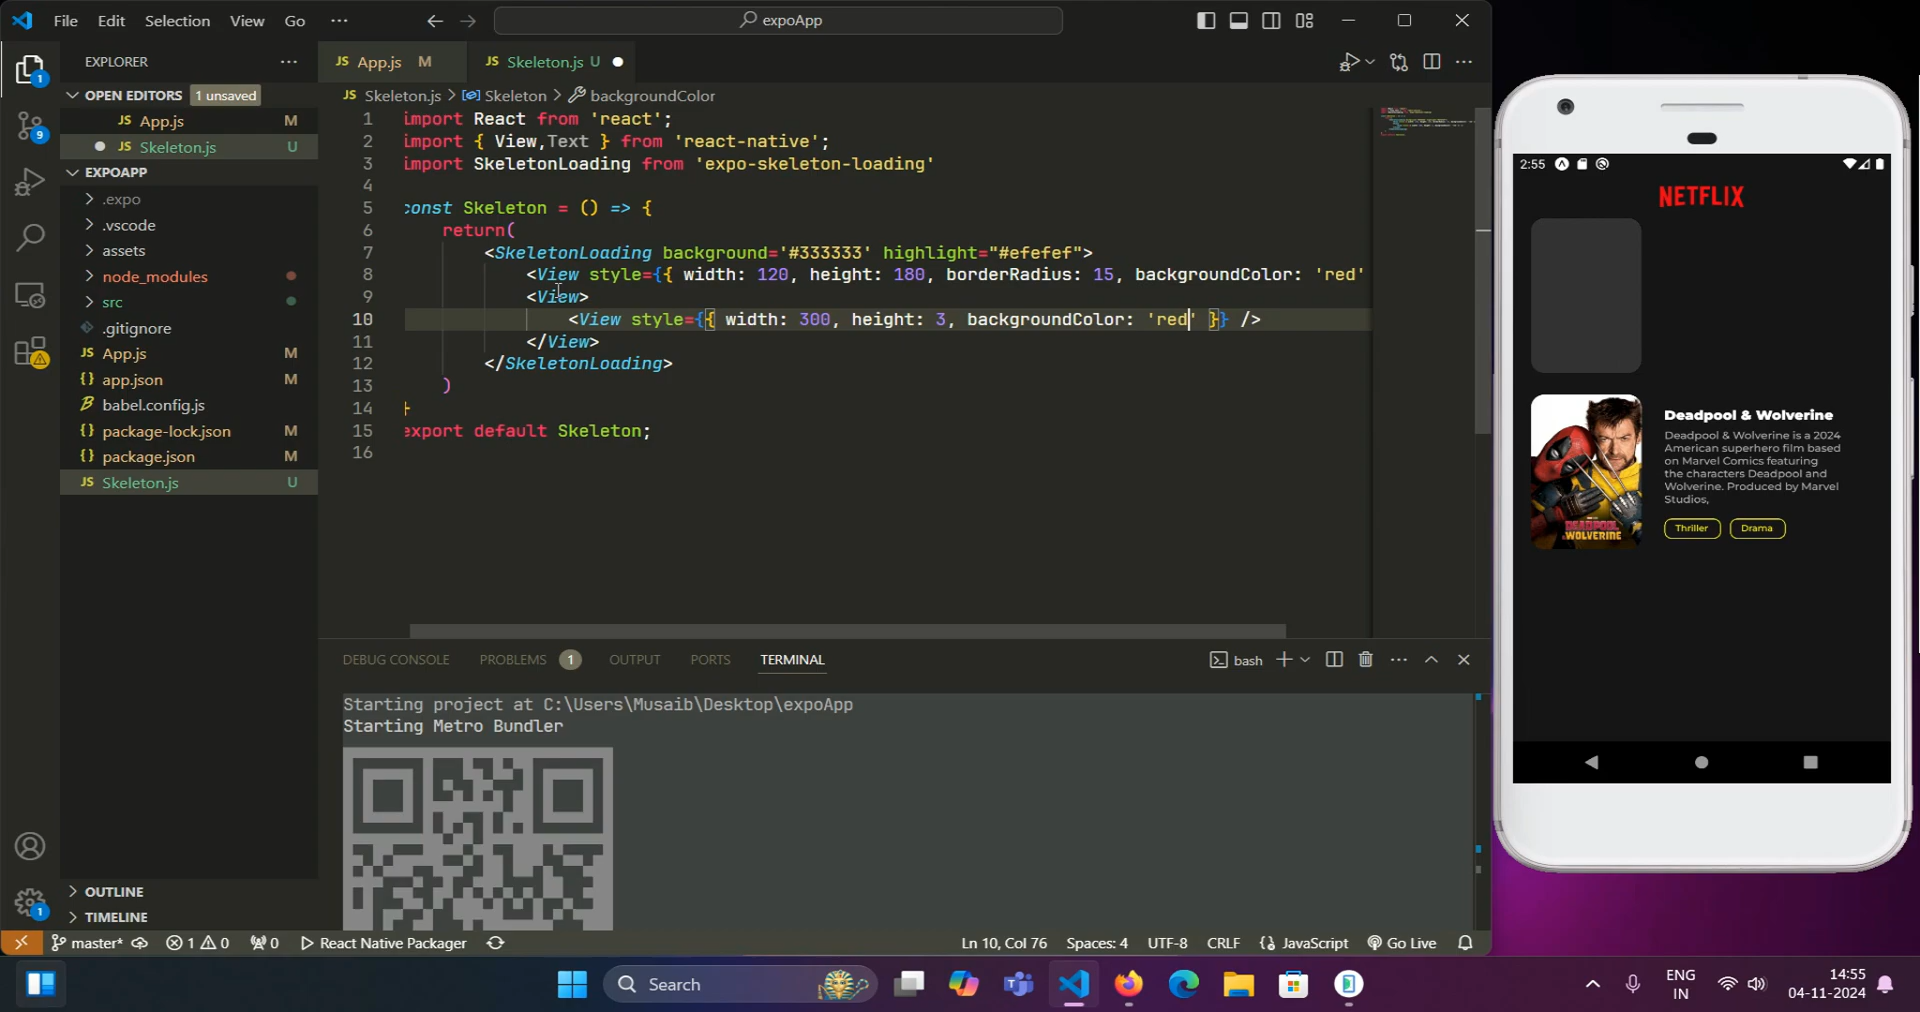 File Edit Selection View Go ··· expoApp
EXPLORER ···
OPEN EDITORS 1 unsaved
JS App.js M
JS Skeleton.js U
EXPOAPP
.expo
.vscode
assets
node_modules
src
.gitignore
JS App.js M
{} app.json M
babel.config.js
{} package-lock.json M
{} package.json M
JS Skeleton.js U
OUTLINE
TIMELINE
JS App.js M JS Skeleton.js U
JS Skeleton.js > Skeleton > backgroundColor
1 import React from 'react';
2 import { View,Text } from 'react-native';
3 import SkeletonLoading from 'expo-skeleton-loading'
4
5 const Skeleton = () => {
6 return(
7 <SkeletonLoading background='#333333' highlight="#efefef">
8 <View style={{ width: 120, height: 180, borderRadius: 15, backgroundColor: 'red'
9 <View>
10 <View style={{ width: 300, height: 3, backgroundColor: 'red' }} />
11 </View>
12 </SkeletonLoading>
13 )
14 }
15 export default Skeleton;
16
DEBUG CONSOLE PROBLEMS 1 OUTPUT PORTS TERMINAL bash
Starting project at C:\Users\Musaib\Desktop\expoApp
Starting Metro Bundler
master* 1 0 0 React Native Packager Ln 10, Col 76 Spaces: 4 UTF-8 CRLF {} JavaScript Go Live
Search
ENG
IN
14:55
04-11-2024
2:55
NETFLIX
DEADPOOL &
WOLVERINE
Deadpool & Wolverine
Deadpool & Wolverine is a 2024
American superhero film based
on Marvel Comics featuring
the characters Deadpool and
Wolverine. Produced by Marvel
Studios,
Thriller Drama